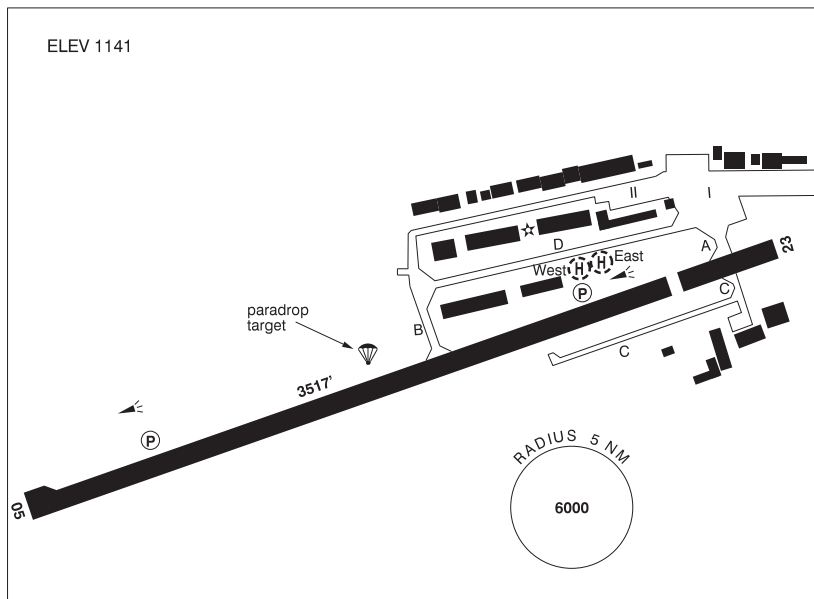 ELEV 1141
II
I
D
A
23
West
H
H
East
P
C
B
C
paradrop
target
3517'
P
05
RADIUS 5 NM
6000